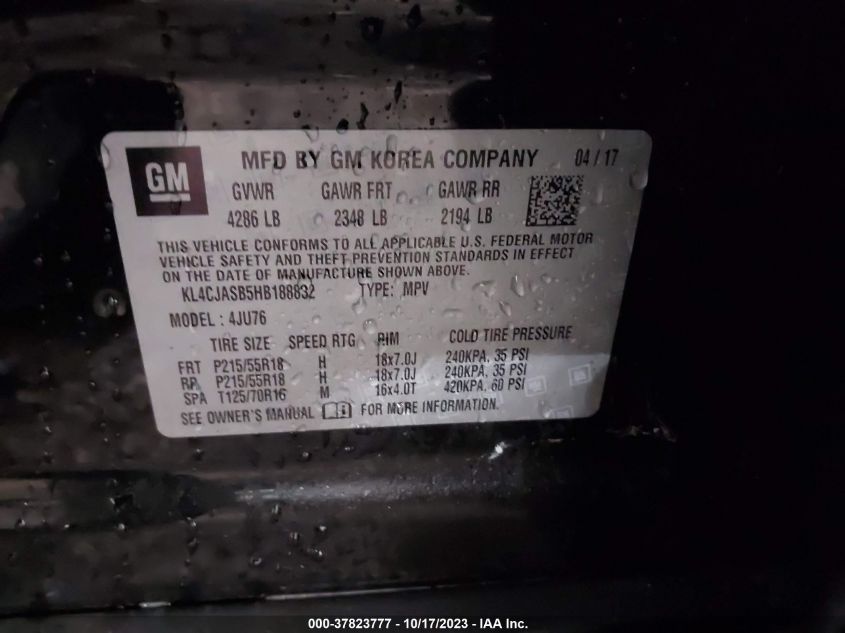 GM MFD BY GM KOREA COMPANY 04 / 17
GVWR GAWR FRT GAWR RR
4286 LB 2348 LB 2194 LB
THIS VEHICLE CONFORMS TO ALL APPLICABLE U.S. FEDERAL MOTOR
VEHICLE SAFETY AND THEFT PREVENTION STANDARDS IN EFFECT
ON THE DATE OF MANUFACTURE SHOWN ABOVE.
KL4CJASB5HB188832 TYPE: MPV
MODEL : 4JU76
TIRE SIZE SPEED RTG RIM COLD TIRE PRESSURE
FRT P215/55R18 H 18x7.0J 240KPA, 35 PSI
RR P215/55R18 H 18x7.0J 240KPA, 35 PSI
SPA T125/70R16 M 16x4.0T 420KPA, 60 PSI
SEE OWNER'S MANUAL FOR MORE INFORMATION.
000-37823777 - 10/17/2023 - IAA Inc.